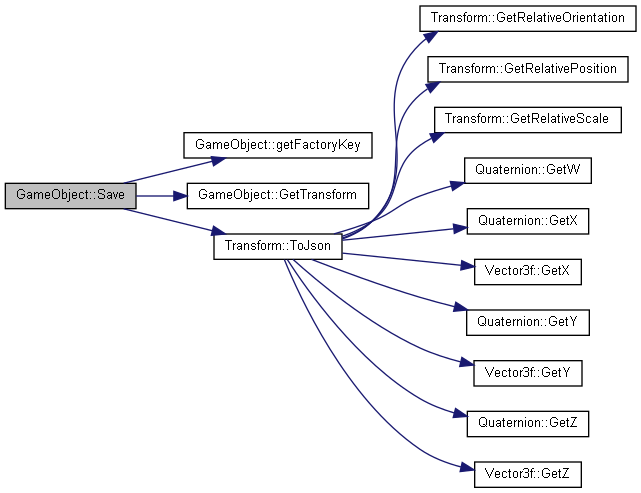 GameObject::Save
GameObject::getFactoryKey
GameObject::GetTransform
Transform::ToJson
Transform::GetRelativeOrientation
Transform::GetRelativePosition
Transform::GetRelativeScale
Quaternion::GetW
Quaternion::GetX
Vector3f::GetX
Quaternion::GetY
Vector3f::GetY
Quaternion::GetZ
Vector3f::GetZ